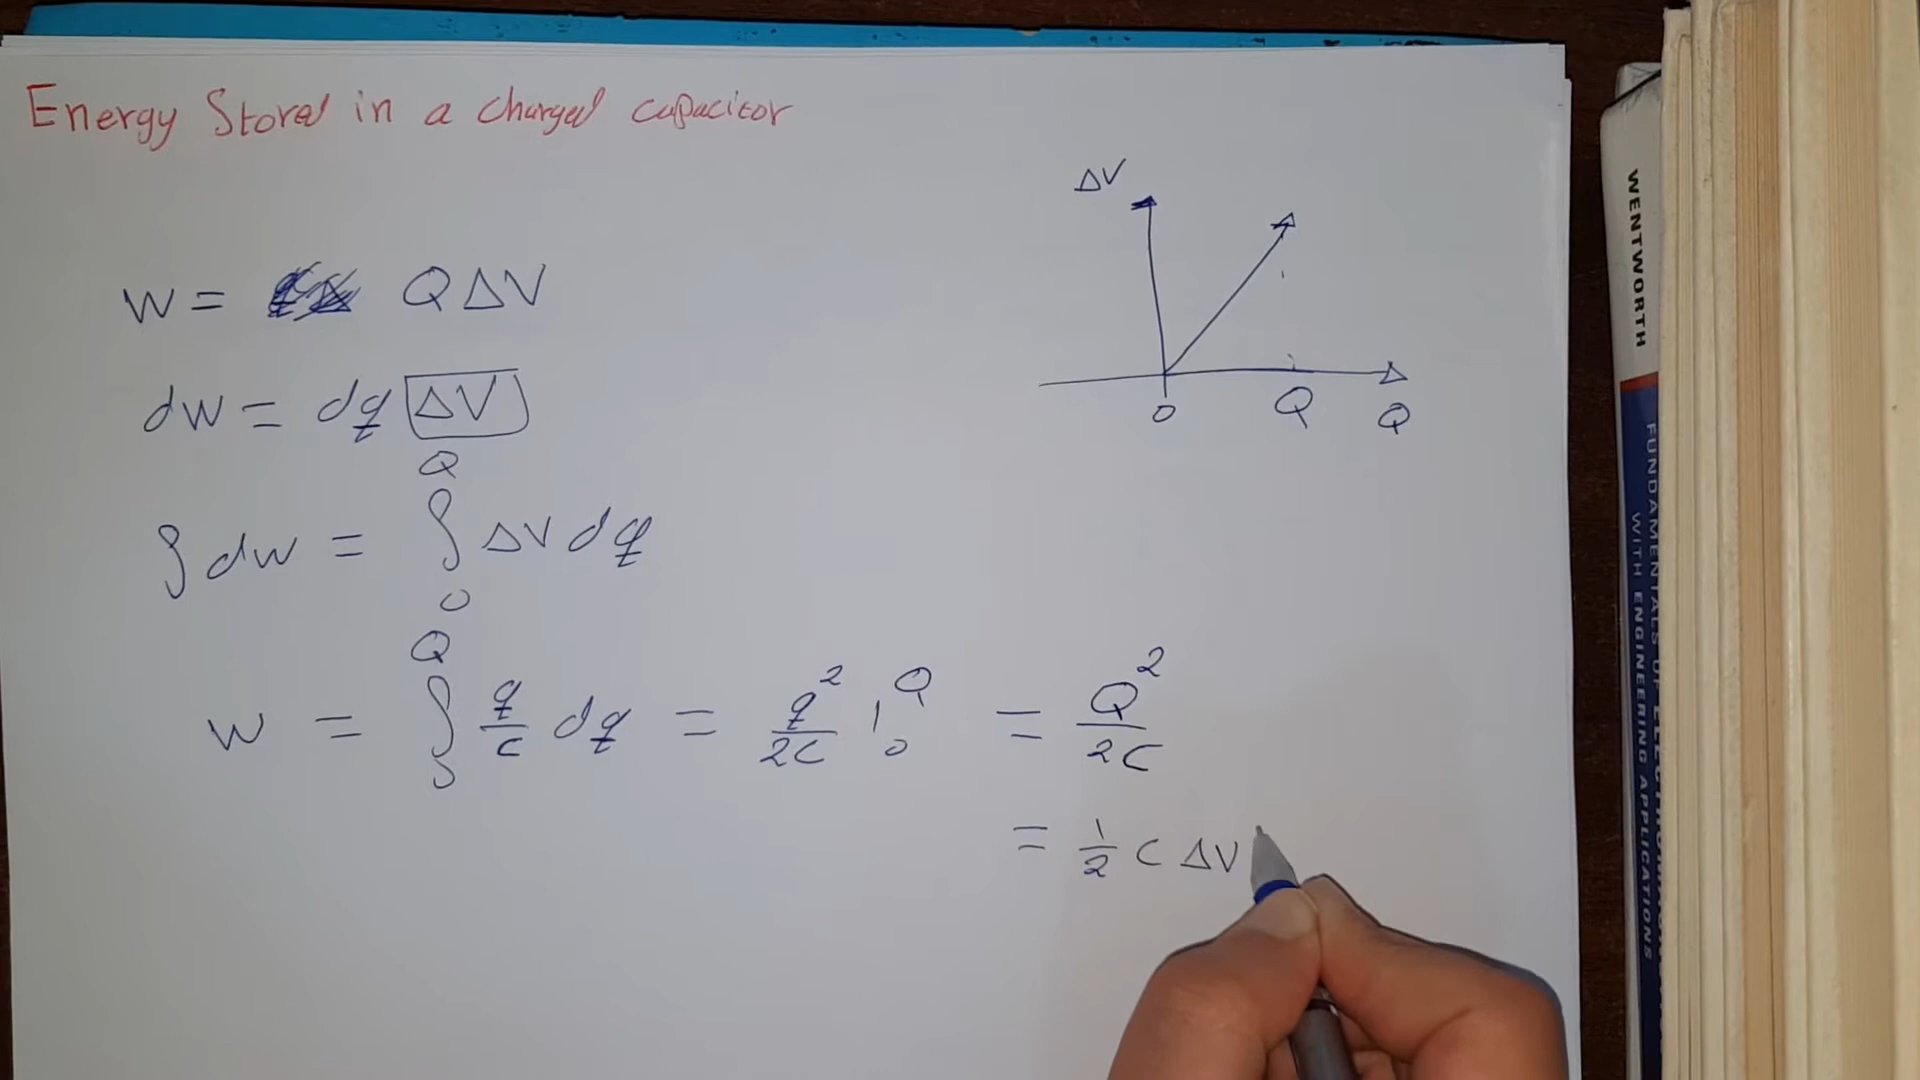 Energy Stored in a charged capacitor
ΔV
W = QΔV
0 Q Q
dw = dq ΔV
∫dw = ∫₀^Q ΔV dq
w = ∫₀^Q q/c dq = q²/2C |₀^Q = Q²/2C
= 1/2 C ΔV
WENTWORTH
FUNDAMENTALS OF ELECTROMAGNETICS
WITH ENGINEERING APPLICATIONS